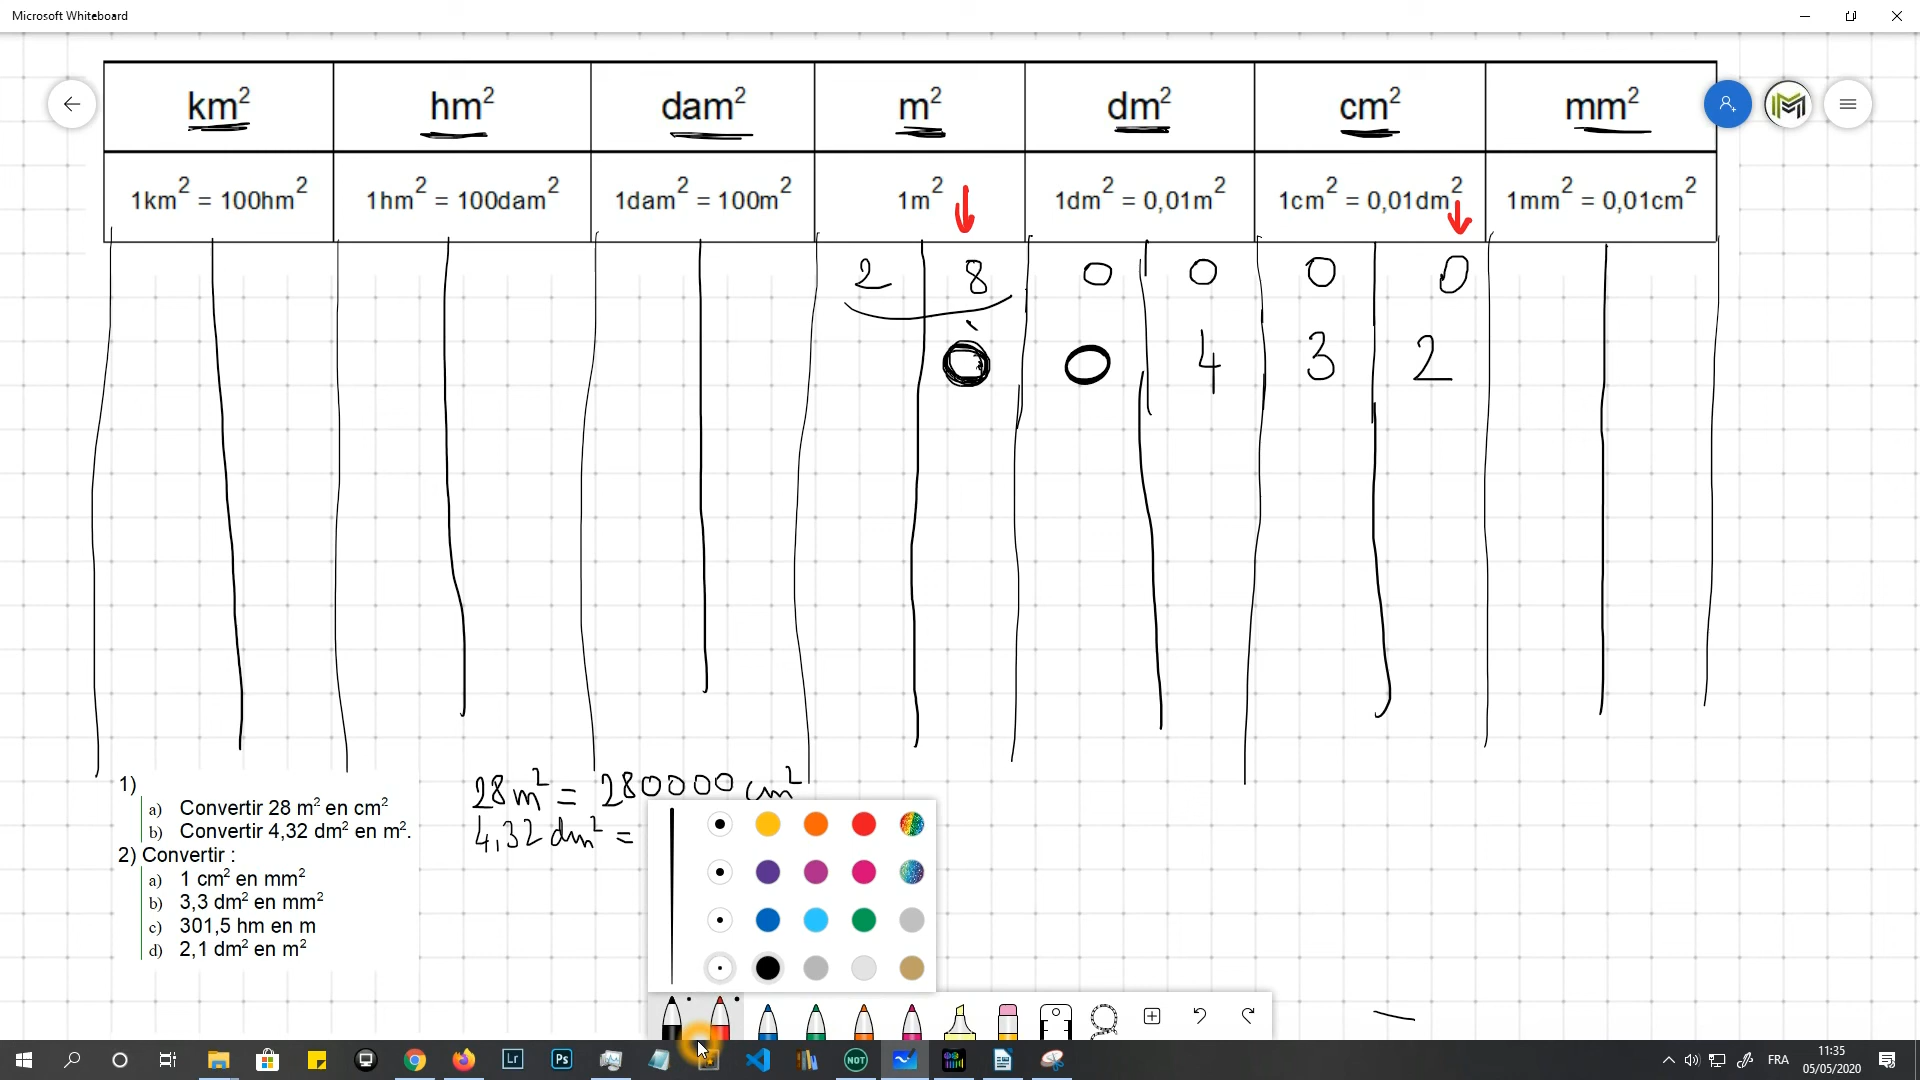 Microsoft Whiteboard
km² hm² dam² m² dm² cm² mm²
1km² = 100hm² 1hm² = 100dam² 1dam² = 100m² 1m² 1dm² = 0,01m² 1cm² = 0,01dm² 1mm² = 0,01cm²
2 8 0 0 0 0
0 0 4 3 2
1)
a) Convertir 28 m² en cm²
b) Convertir 4,32 dm² en m².
2) Convertir :
a) 1 cm² en mm²
b) 3,3 dm² en mm²
c) 301,5 hm en m
d) 2,1 dm² en m²
28m² = 280000 cm²
4,32 dm² =
Lr Ps NOT
FRA
11:35
05/05/2020